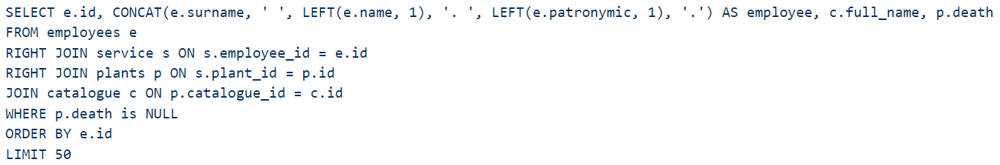 SELECT e.id, CONCAT(e.surname, ' ', LEFT(e.name, 1), '. ', LEFT(e.patronymic, 1), '.') AS employee, c.full_name, p.death
FROM employees e
RIGHT JOIN service s ON s.employee_id = e.id
RIGHT JOIN plants p ON s.plant_id = p.id
JOIN catalogue c ON p.catalogue_id = c.id
WHERE p.death is NULL
ORDER BY e.id
LIMIT 50